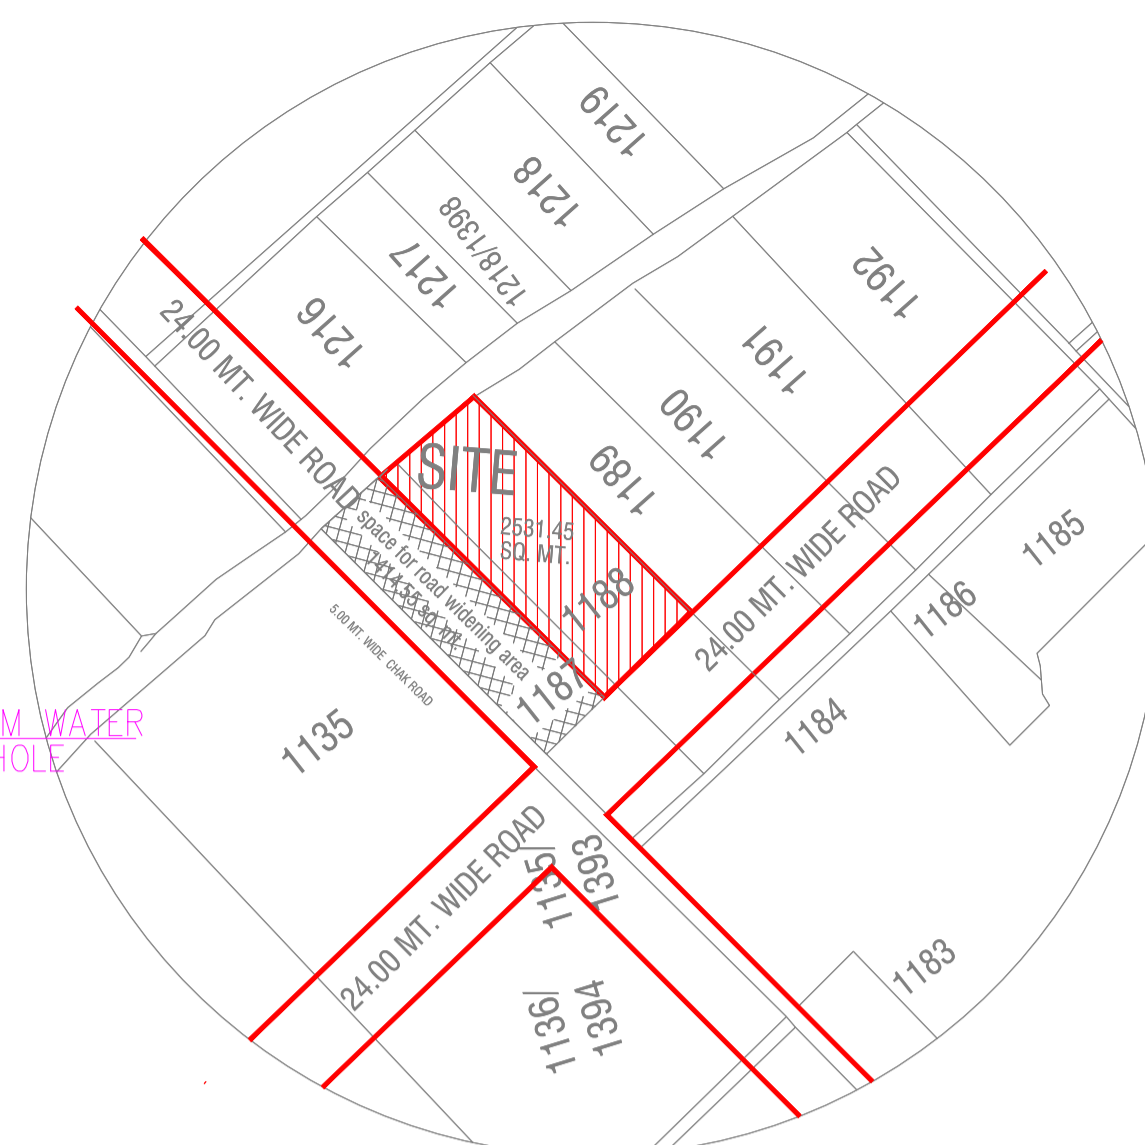 1219
1218
1218/1398
1217
1216
1192
1191
1190
1189
24.00 MT. WIDE ROAD
SITE
2531.45
SQ. MT.
1188
space for road widening area
1414.55 sq. mt.
1187
5.00 MT. WIDE CHAK ROAD
24.00 MT. WIDE ROAD
1185
1186
1184
M WATER
HOLE
1135
24.00 MT. WIDE ROAD
1135/
1393
1136/
1394
1183